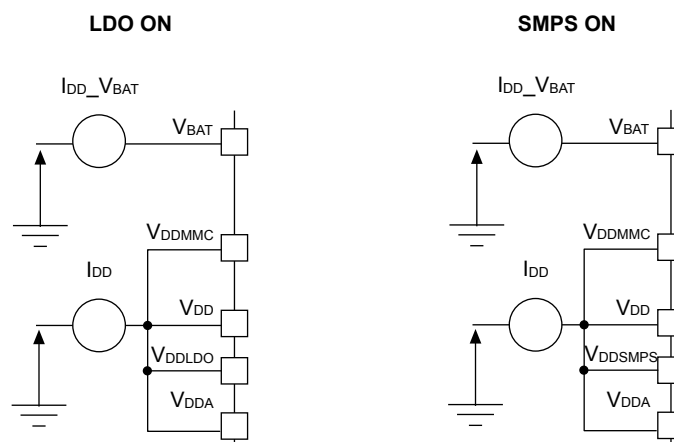 LDO ON
IDD_VBAT
VBAT
VDDMMC
IDD
VDD
VDDLDO
VDDA
SMPS ON
IDD_VBAT
VBAT
VDDMMC
IDD
VDD
VDDSMPS
VDDA